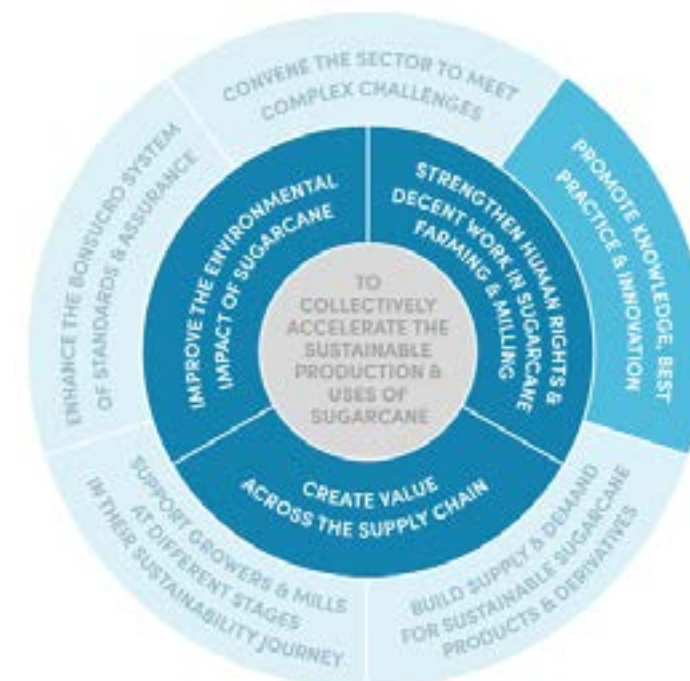 CONVENE THE SECTOR TO MEET
COMPLEX CHALLENGES
PROMOTE KNOWLEDGE, BEST
PRACTICE & INNOVATION
BUILD SUPPLY & DEMAND
FOR SUSTAINABLE SUGARCANE
PRODUCTS & DERIVATIVES
SUPPORT GROWERS & MILLS
AT DIFFERENT STAGES
IN THEIR SUSTAINABILITY JOURNEY
ENHANCE THE BONSUCRO SYSTEM
OF STANDARDS & ASSURANCE
IMPROVE THE ENVIRONMENTAL
IMPACT OF SUGARCANE
STRENGTHEN HUMAN RIGHTS &
DECENT WORK IN SUGARCANE
FARMING & MILLING
CREATE VALUE
ACROSS THE SUPPLY CHAIN
TO
COLLECTIVELY
ACCELERATE THE
SUSTAINABLE
PRODUCTION &
USES OF
SUGARCANE